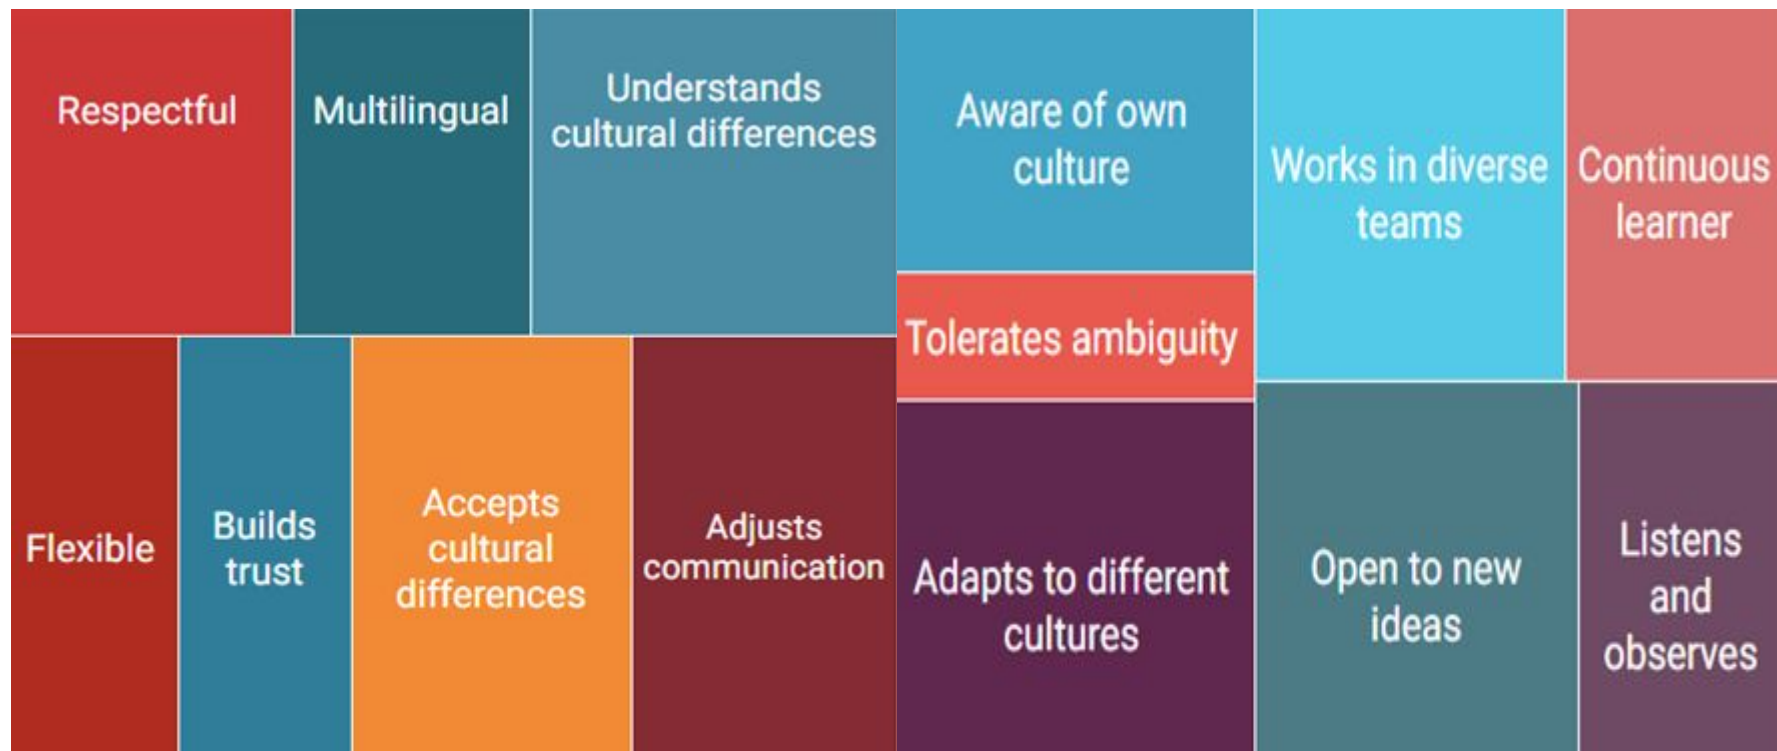 Respectful
Multilingual
Understands
cultural differences
Aware of own
culture
Works in diverse
teams
Continuous
learner
Tolerates ambiguity
Flexible
Builds
trust
Accepts
cultural
differences
Adjusts
communication
Adapts to different
cultures
Open to new
ideas
Listens
and
observes